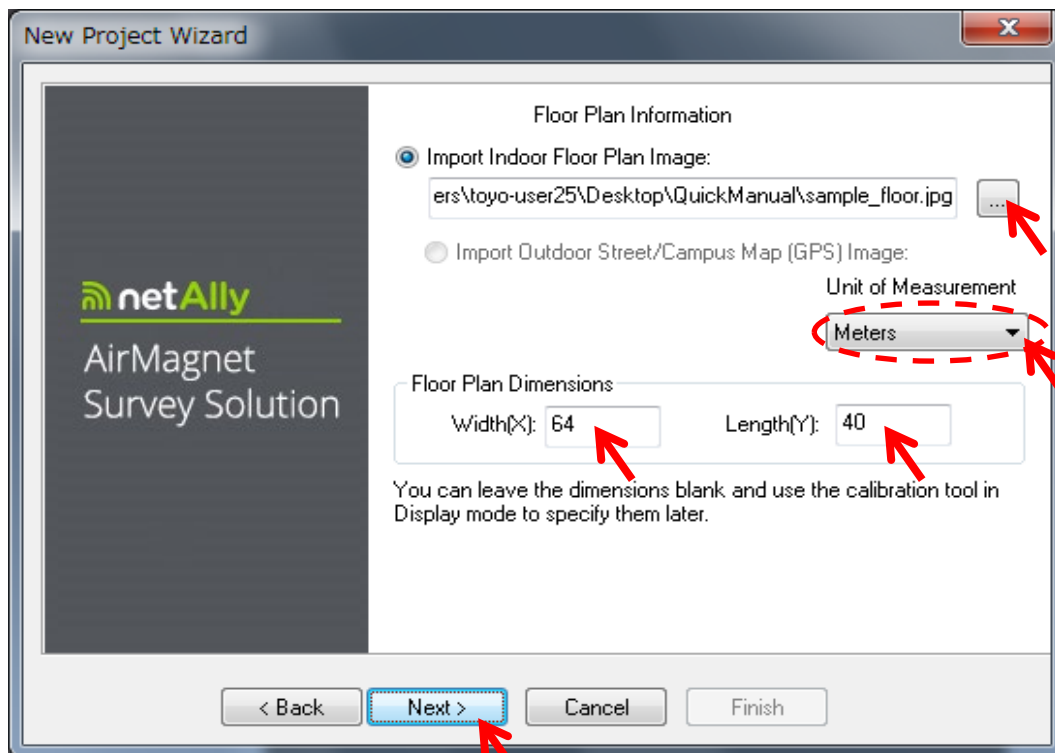 New Project Wizard
Floor Plan Information
Import Indoor Floor Plan Image:
ers\toyo-user25\Desktop\QuickManual\sample_floor.jpg
...
Import Outdoor Street/Campus Map (GPS) Image:
Unit of Measurement
Meters
netAlly
AirMagnet
Survey Solution
Floor Plan Dimensions
Width(X): 64 Length(Y): 40
You can leave the dimensions blank and use the calibration tool in
Display mode to specify them later.
< Back Next > Cancel Finish